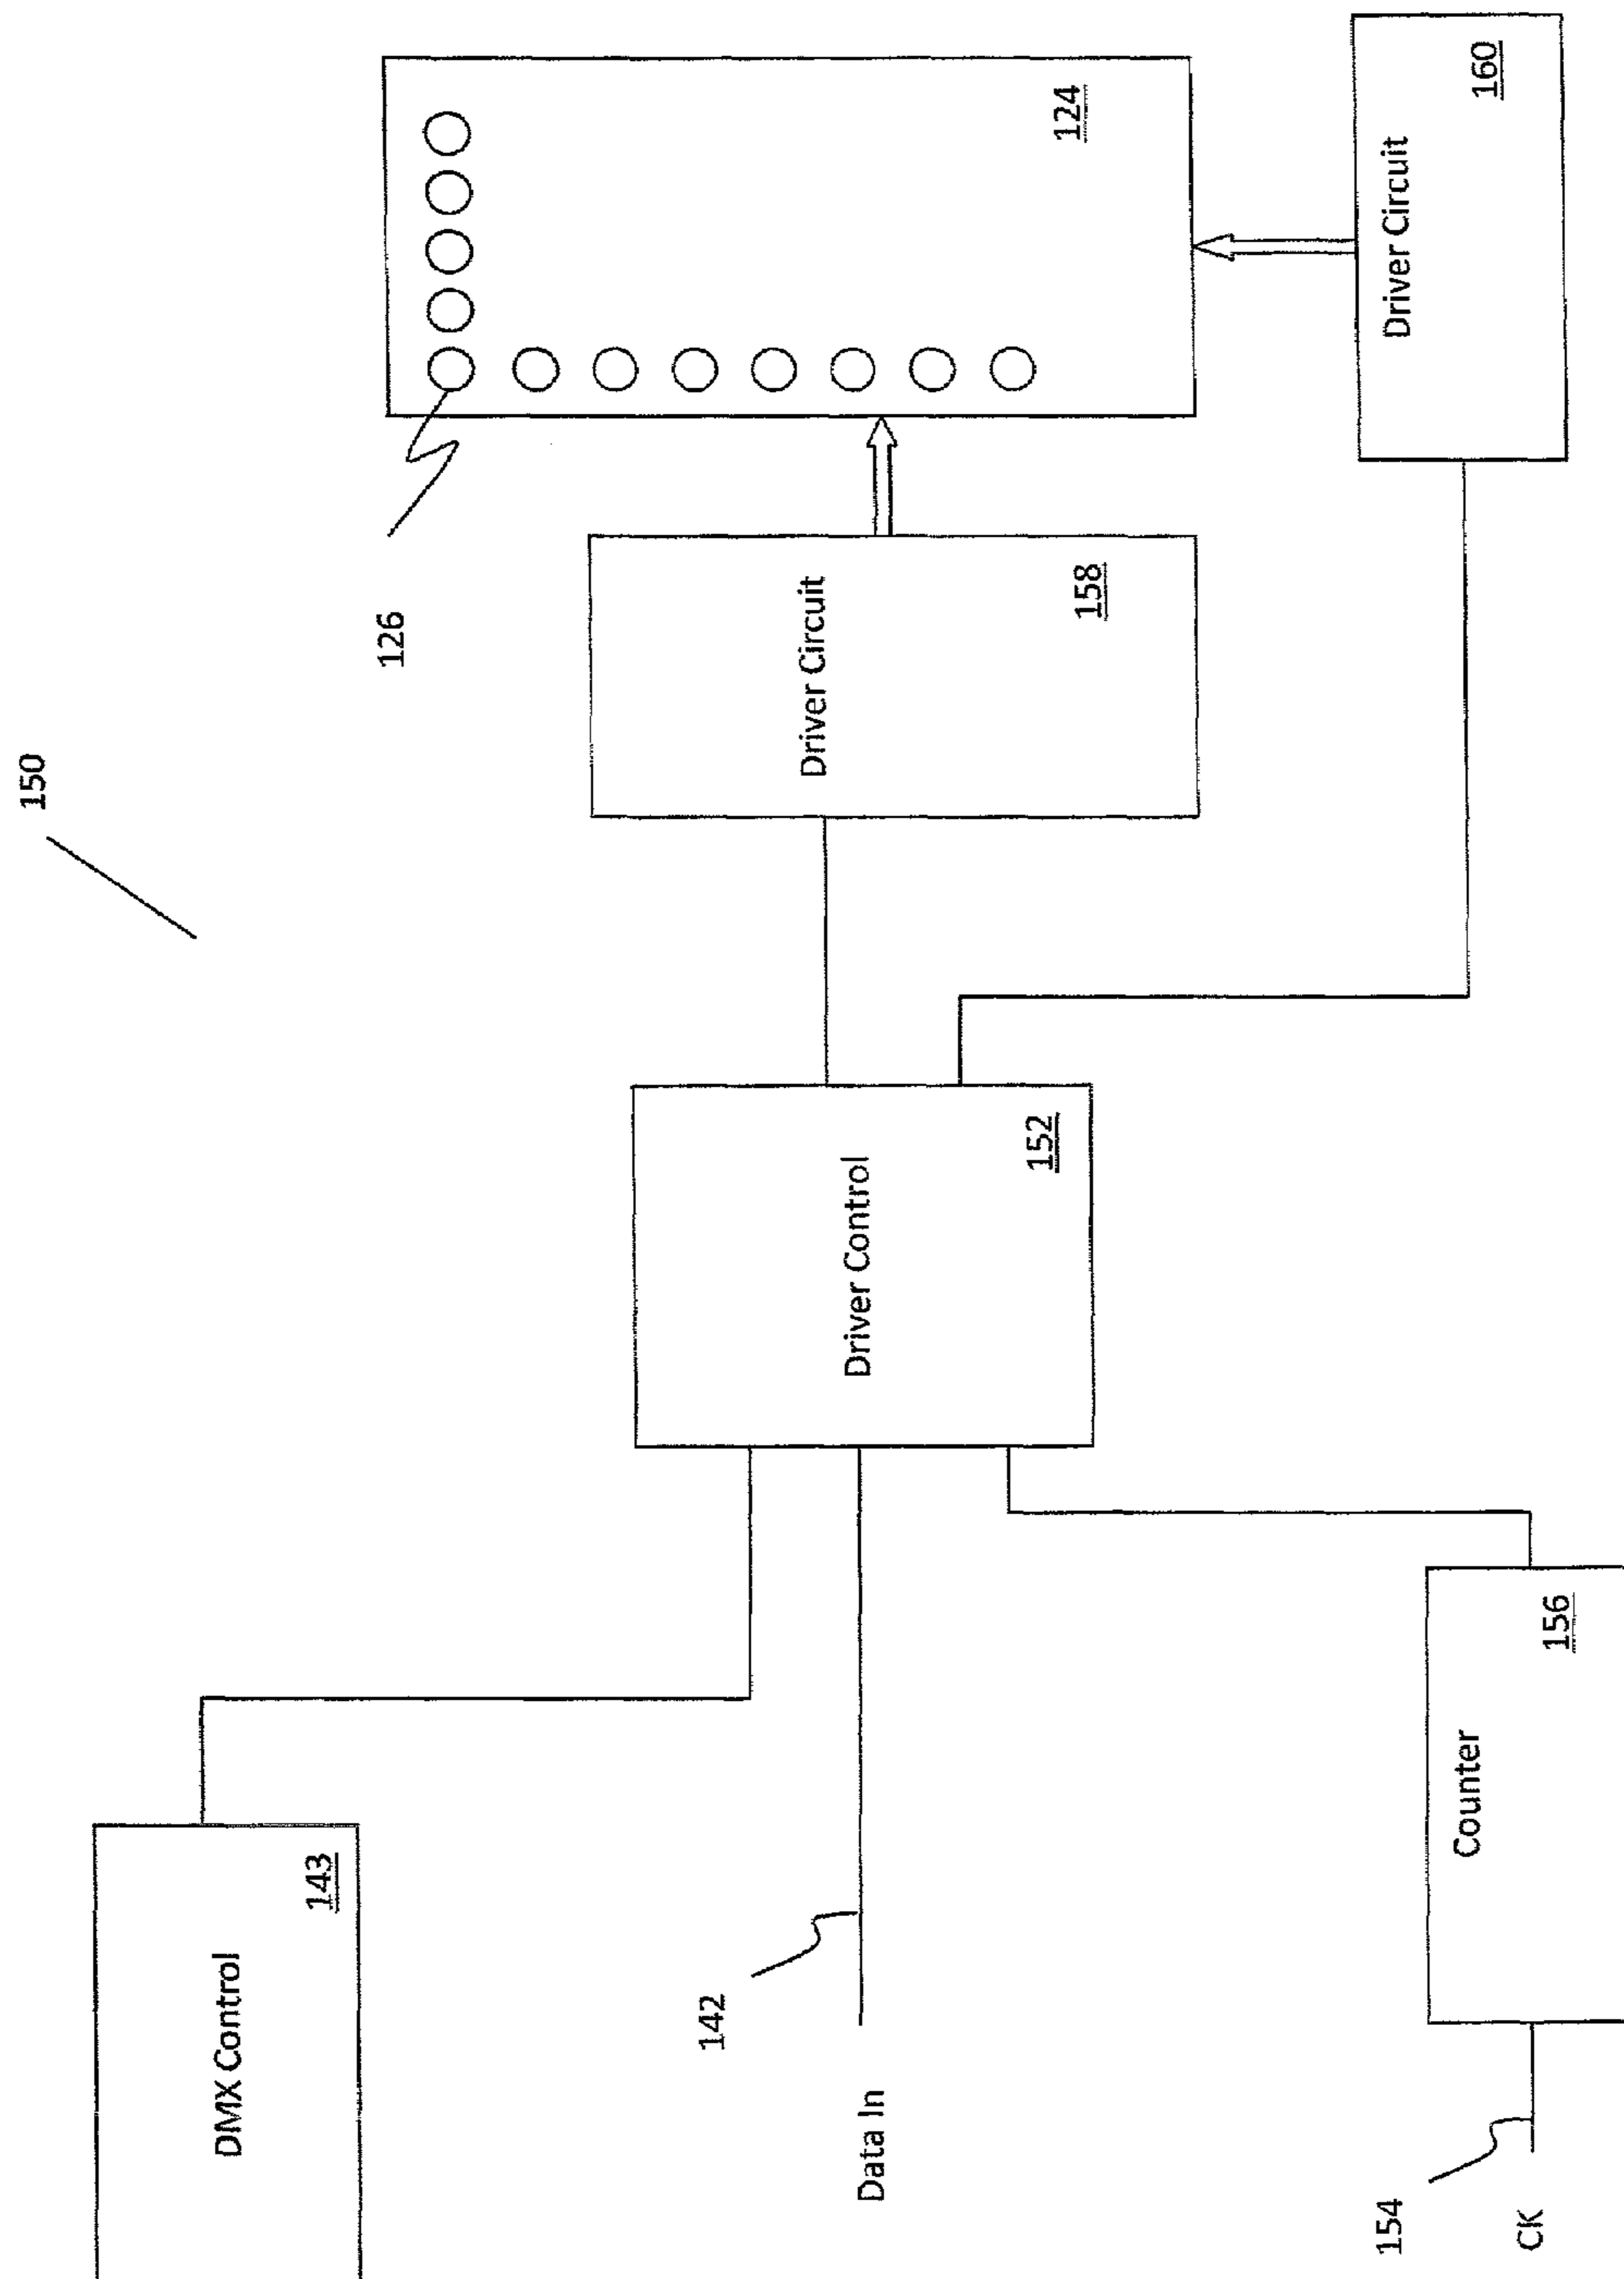 150
DMX Control
143
142
Data In
154
CK
Counter
156
Driver Control
152
Driver Circuit
158
126
124
Driver Circuit
160